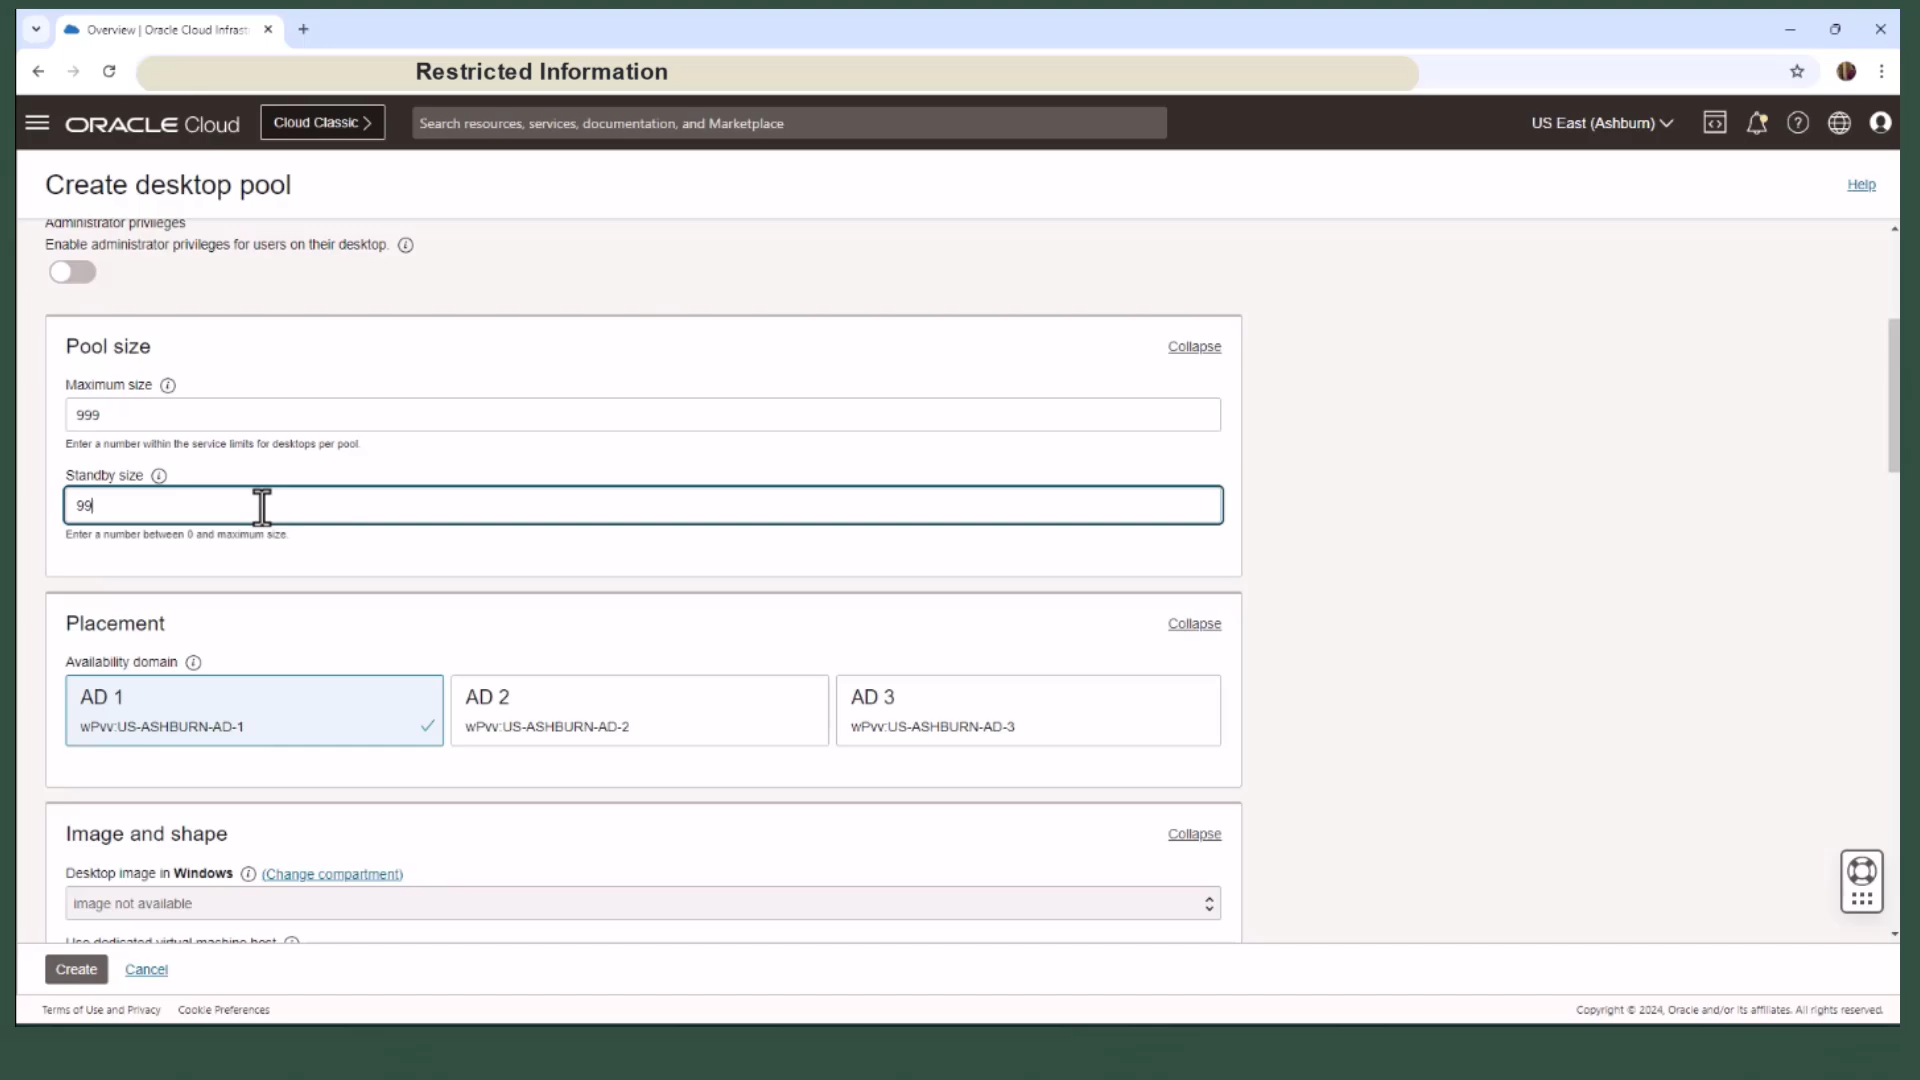 Overview | Oracle Cloud Infrast
Restricted Information
ORACLE Cloud
Cloud Classic
Search resources, services, documentation, and Marketplace
US East (Ashburn)
Create desktop pool
Help
Administrator privileges
Enable administrator privileges for users on their desktop.
Pool size
Collapse
Maximum size
999
Enter a number within the service limits for desktops per pool.
Standby size
99
Enter a number between 0 and maximum size.
Placement
Collapse
Availability domain
AD 1
wPvv:US-ASHBURN-AD-1
AD 2
wPvv:US-ASHBURN-AD-2
AD 3
wPvv:US-ASHBURN-AD-3
Image and shape
Collapse
Desktop image in Windows (Change compartment)
image not available
Use dedicated virtual machine host
Create
Cancel
Terms of Use and Privacy
Cookie Preferences
Copyright © 2024, Oracle and/or its affiliates. All rights reserved.